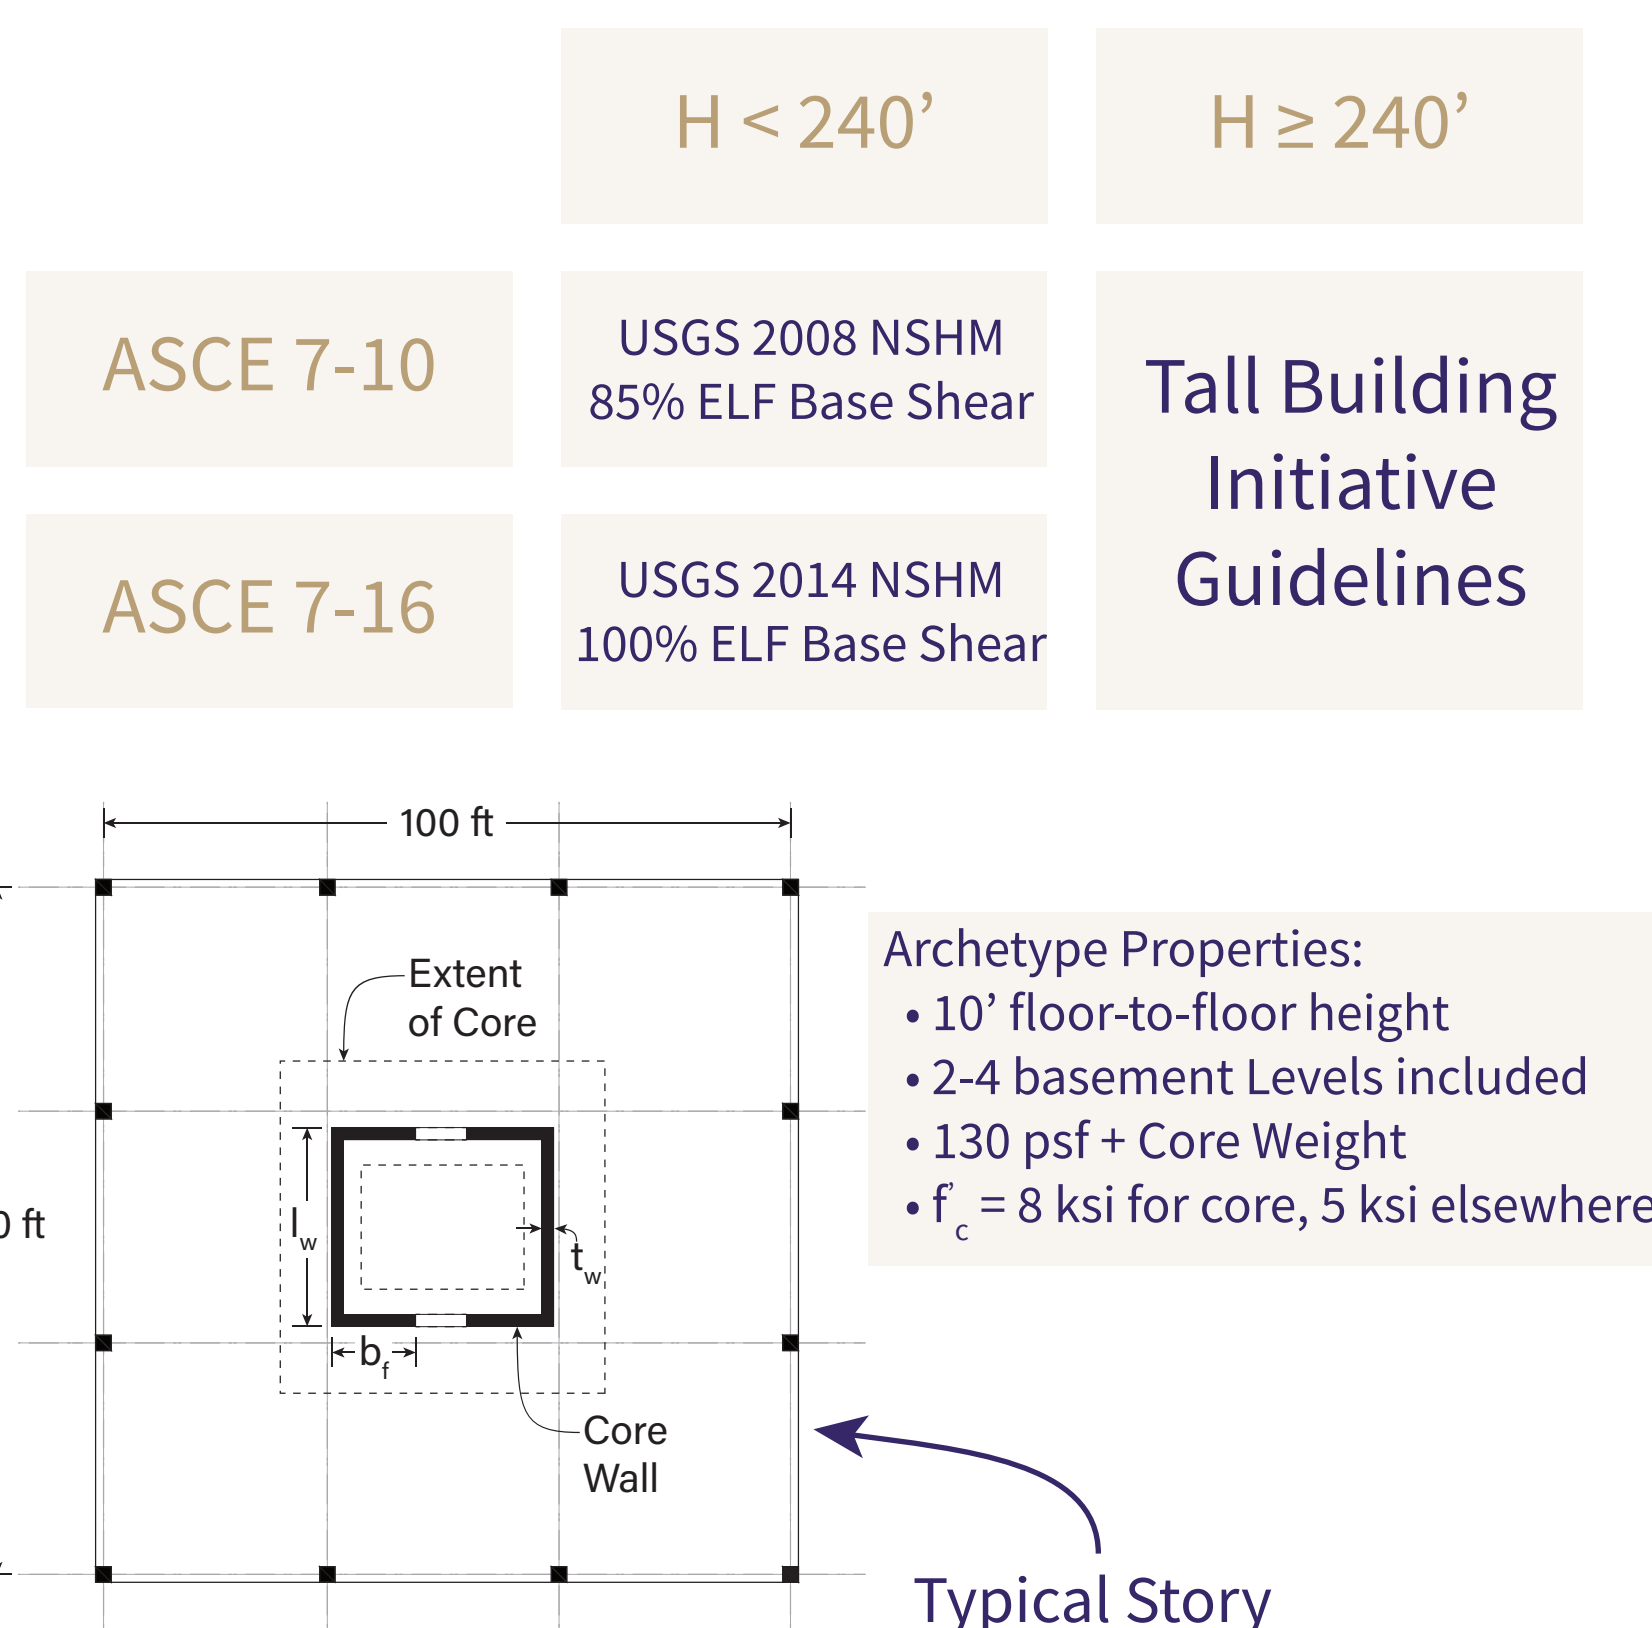 H < 240’
H ≥ 240’
ASCE 7-10
USGS 2008 NSHM
85% ELF Base Shear
Tall Building
Initiative
Guidelines
ASCE 7-16
USGS 2014 NSHM
100% ELF Base Shear
100 ft
Extent
of Core
0 ft
lw
tw
bf
Core
Wall
Archetype Properties:
• 10’ floor-to-floor height
• 2-4 basement Levels included
• 130 psf + Core Weight
• f’c = 8 ksi for core, 5 ksi elsewhere
Typical Story